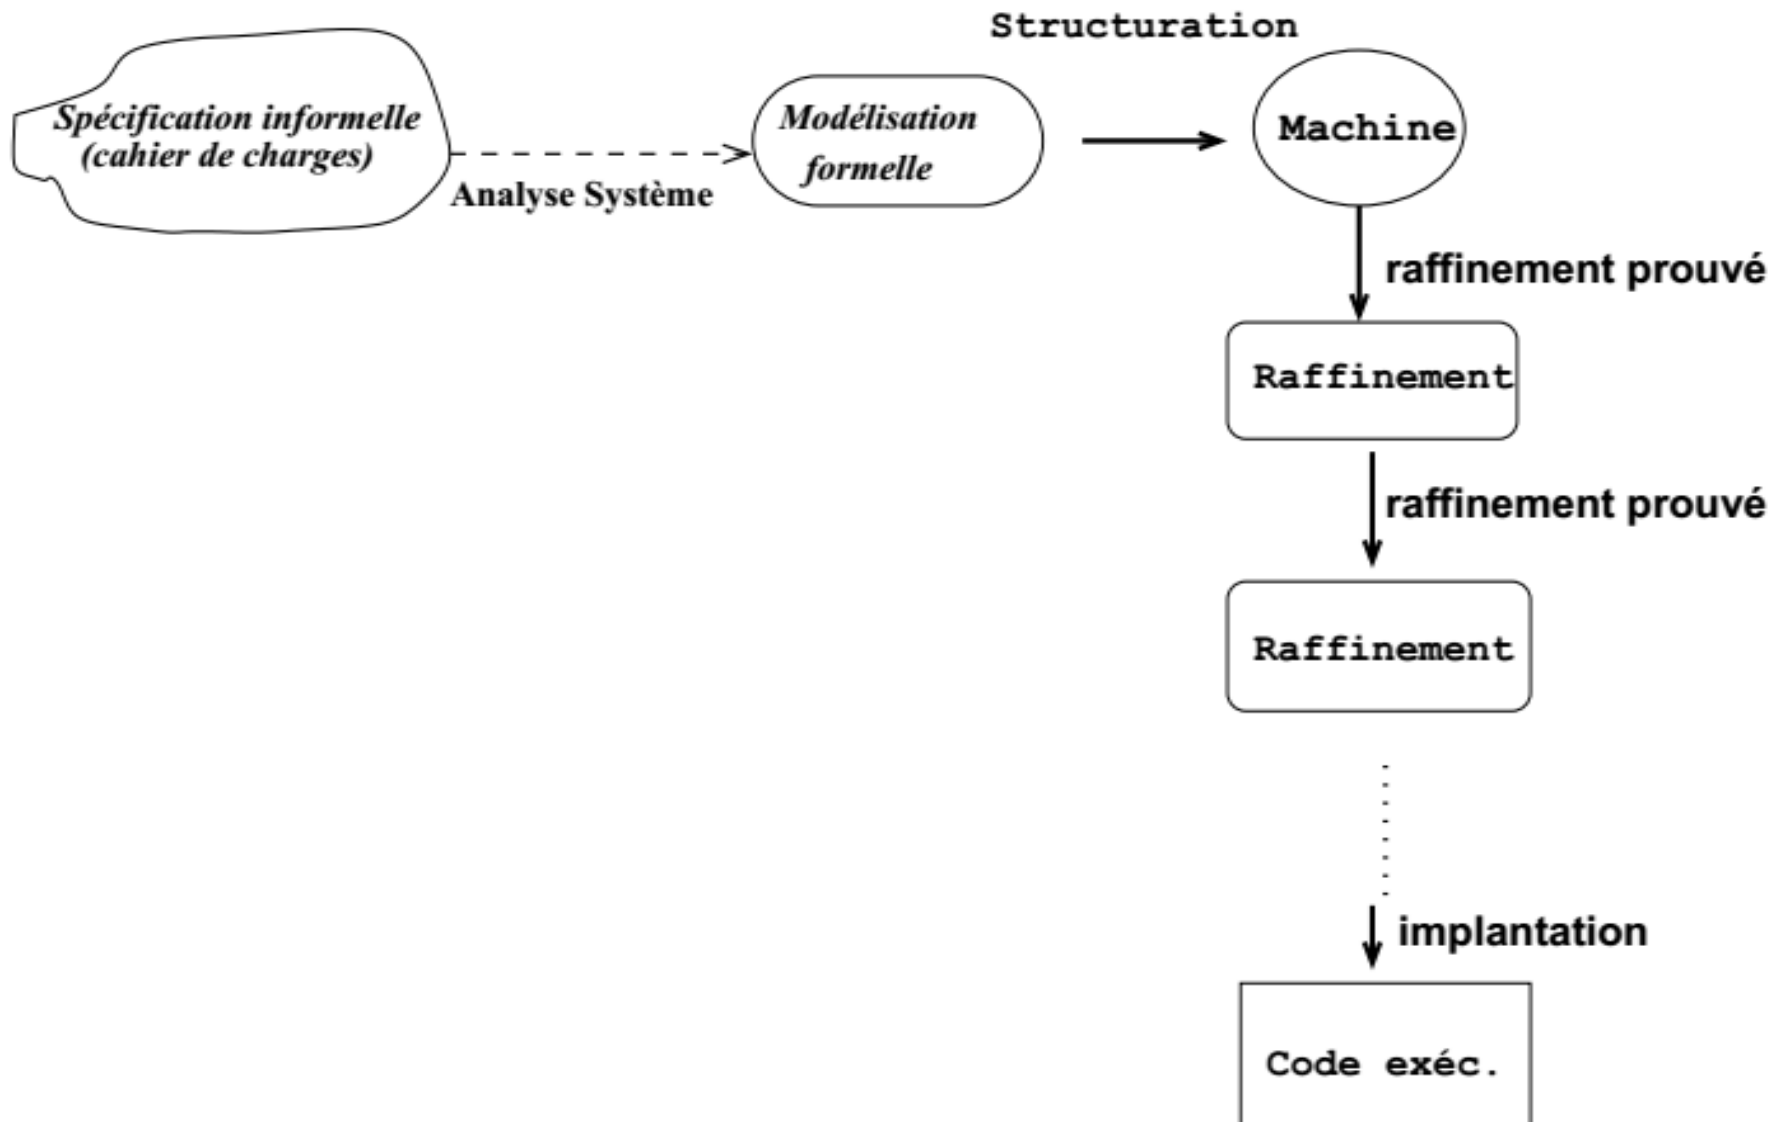 Structuration
Spécification informelle
(cahier de charges)
Analyse Système
Modélisation
formelle
Machine
raffinement prouvé
Raffinement
raffinement prouvé
Raffinement
implantation
Code exéc.